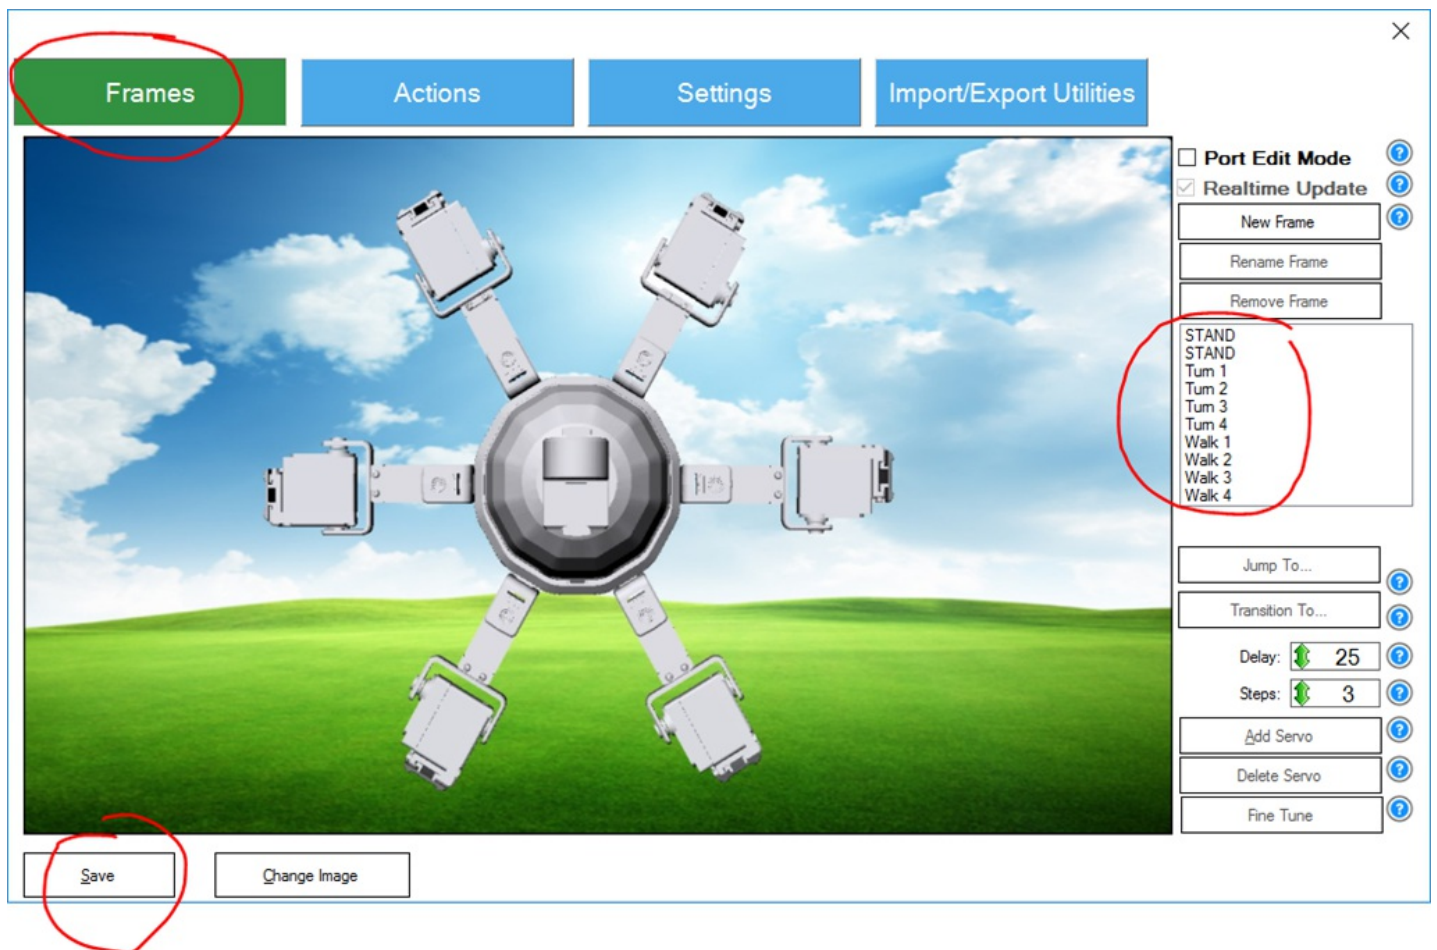 Frames
Actions
Settings
Import/Export Utilities
Port Edit Mode
Realtime Update
New Frame
Rename Frame
Remove Frame
STAND
STAND
Turn 1
Turn 2
Turn 3
Turn 4
Walk 1
Walk 2
Walk 3
Walk 4
Jump To...
Transition To...
Delay: 25
Steps: 3
Add Servo
Delete Servo
Fine Tune
Save
Change Image